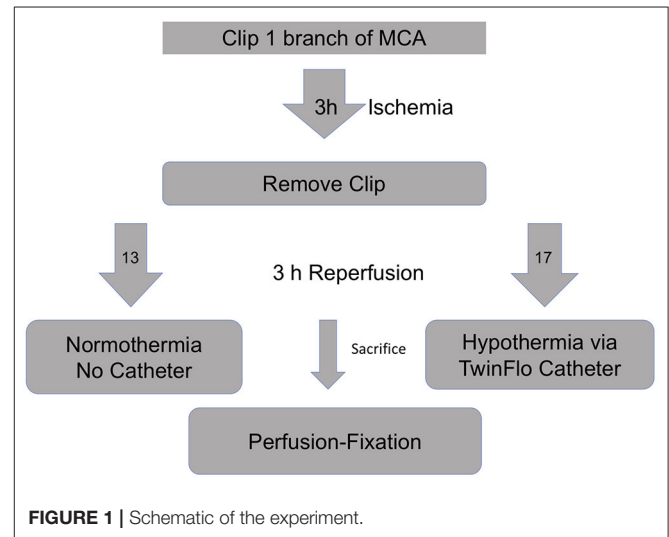 Clip 1 branch of MCA
3h Ischemia
Remove Clip
13
3 h Reperfusion
17
Normothermia
No Catheter
Sacrifice
Hypothermia via
TwinFlo Catheter
Perfusion-Fixation
FIGURE 1 | Schematic of the experiment.